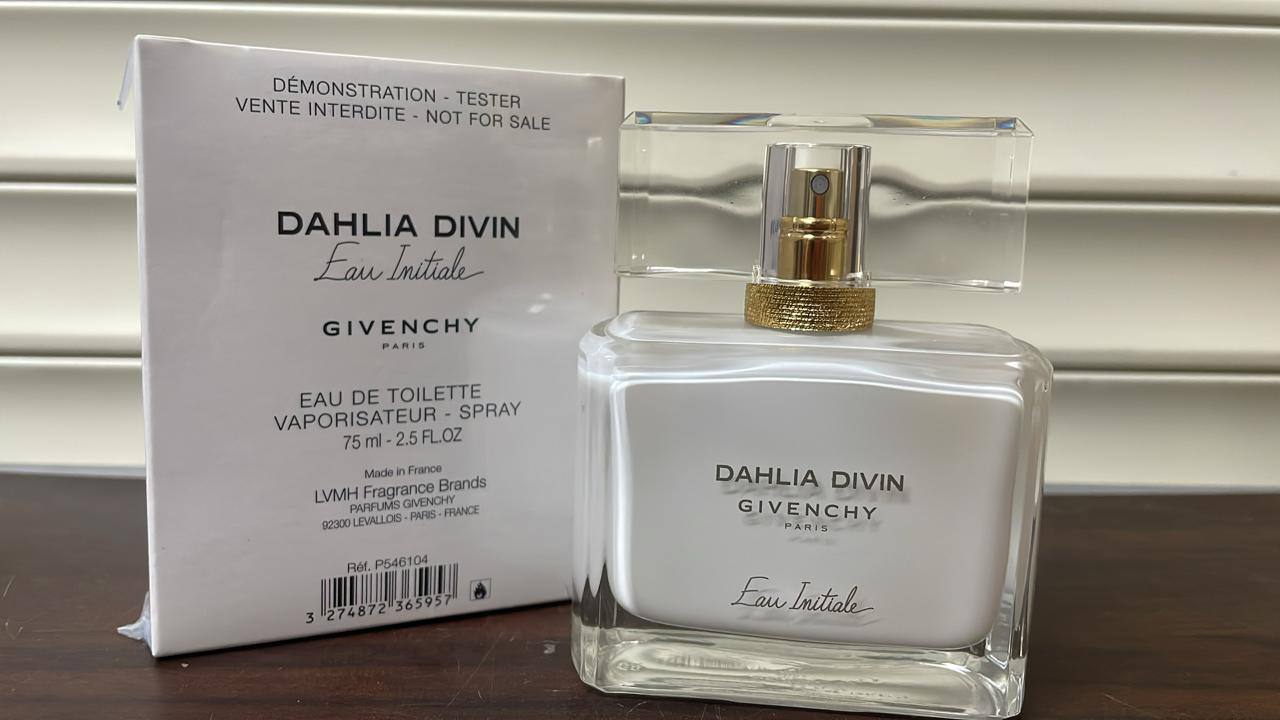 DÉMONSTRATION - TESTER
VENTE INTERDITE - NOT FOR SALE
DAHLIA DIVIN
Eau Initiale
GIVENCHY
PARIS
EAU DE TOILETTE
VAPORISATEUR - SPRAY
75 ml - 2.5 FL.OZ
Made in France
LVMH Fragrance Brands
PARFUMS GIVENCHY
92300 LEVALLOIS - PARIS - FRANCE
Réf. P546104
3 274872 365957
DAHLIA DIVIN
GIVENCHY
PARIS
Eau Initiale